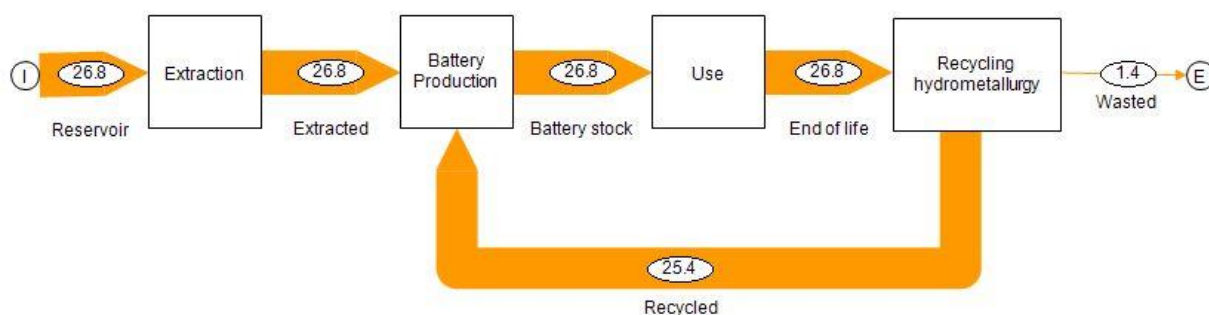 I
26.8
Reservoir
Extraction
26.8
Extracted
Battery
Production
26.8
Battery stock
Use
26.8
End of life
Recycling
hydrometallurgy
1.4
Wasted
E
25.4
Recycled